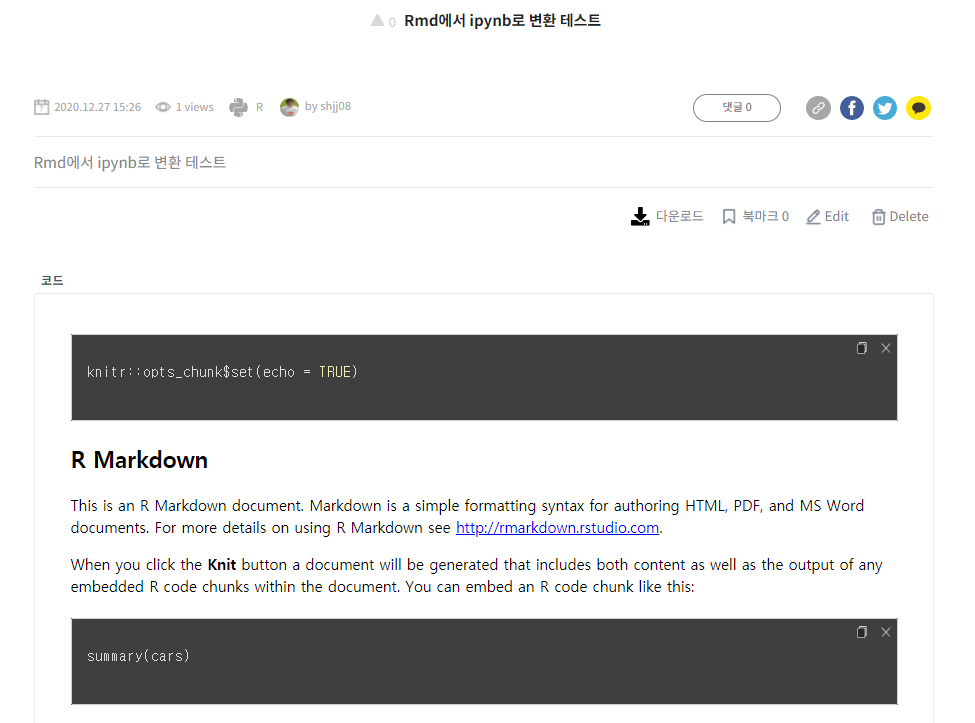 0 Rmd에서 ipynb로 변환 테스트
2020.12.27 15:26 1 views R by shjj08 댓글 0
Rmd에서 ipynb로 변환 테스트
다운로드 북마크 0 Edit Delete
코드
knitr::opts_chunk$set(echo = TRUE)
R Markdown
This is an R Markdown document. Markdown is a simple formatting syntax for authoring HTML, PDF, and MS Word
documents. For more details on using R Markdown see http://rmarkdown.rstudio.com.
When you click the Knit button a document will be generated that includes both content as well as the output of any
embedded R code chunks within the document. You can embed an R code chunk like this:
summary(cars)